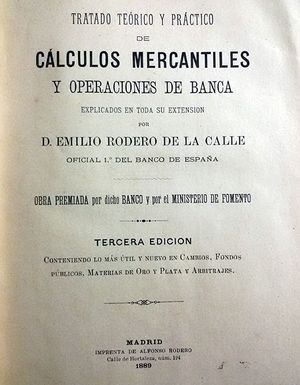 TRATADO TEÓRICO Y PRÁCTICO
DE
CÁLCULOS MERCANTILES
Y OPERACIONES DE BANCA
EXPLICADOS EN TODA SU EXTENSION
POR
D. EMILIO RODERO DE LA CALLE
OFICIAL 1.º DEL BANCO DE ESPAÑA
OBRA PREMIADA por dicho BANCO y por el MINISTERIO DE FOMENTO
TERCERA EDICION
CONTENIENDO LO MÁS ÚTIL Y NUEVO EN CAMBIOS, FONDOS
PÚBLICOS, MATERIAS DE ORO Y PLATA Y ARBITRAJES.
MADRID
IMPRENTA DE ALFONSO RODERO
Calle de Hortaleza, núm. 124
1889